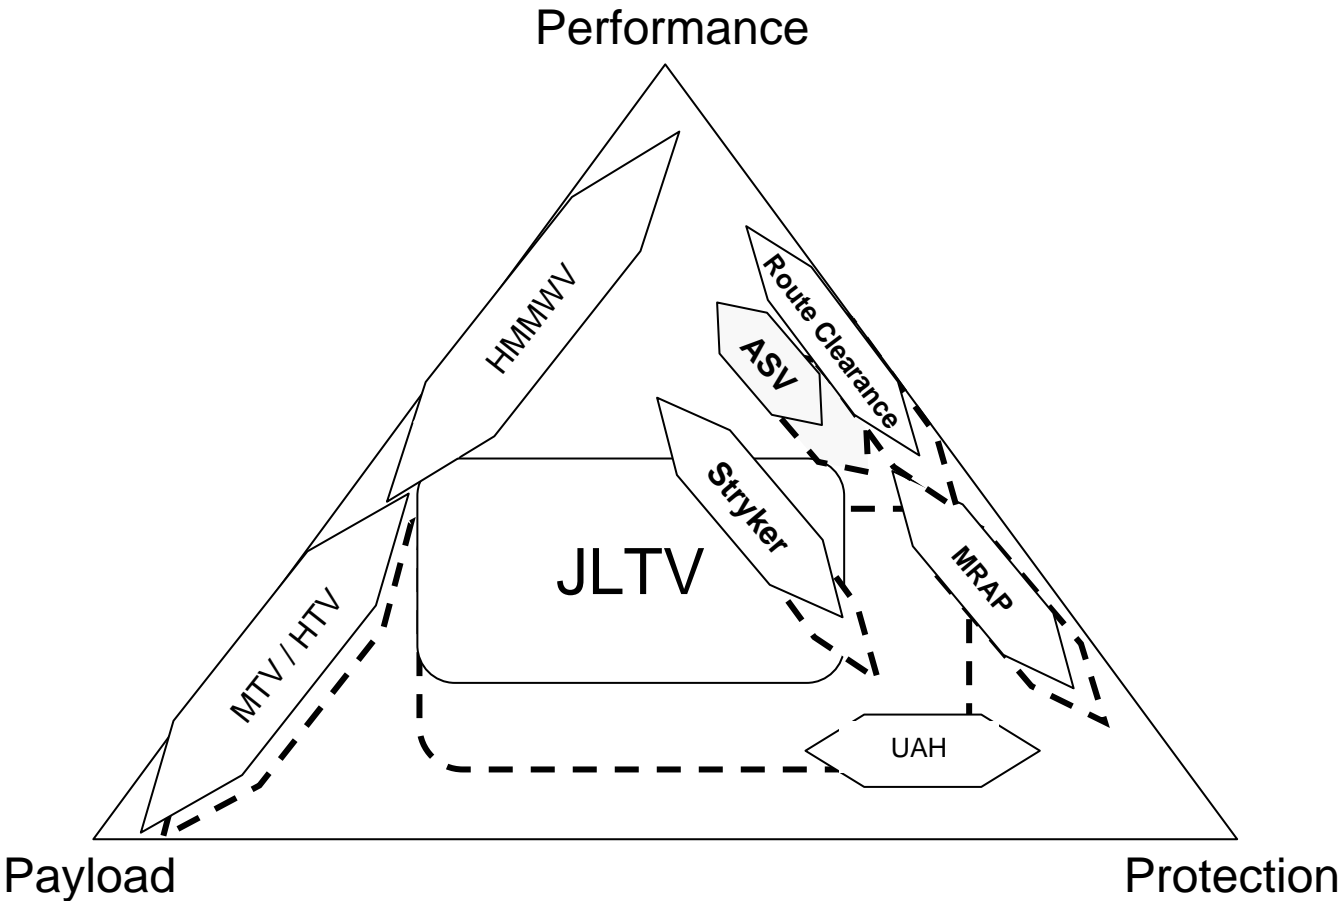 Performance
HMMWV
Route Clearance
ASV
Stryker
JLTV
MRAP
MTV / HTV
UAH
Payload
Protection